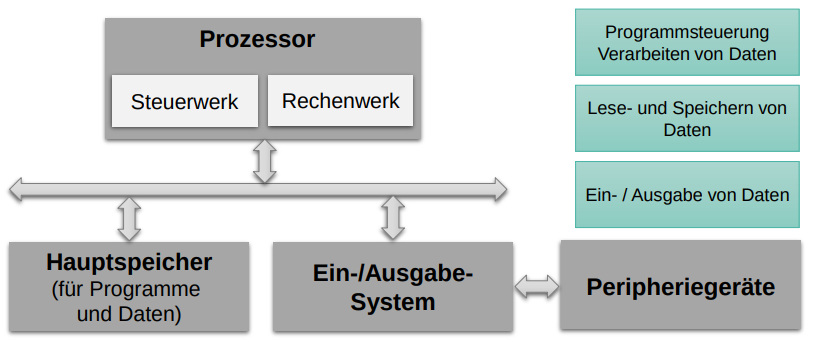 Prozessor
Steuerwerk
Rechenwerk
Programmsteuerung
Verarbeiten von Daten
Lese- und Speichern von
Daten
Ein- / Ausgabe von Daten
Hauptspeicher
(für Programme
und Daten)
Ein-/Ausgabe-
System
Peripheriegeräte